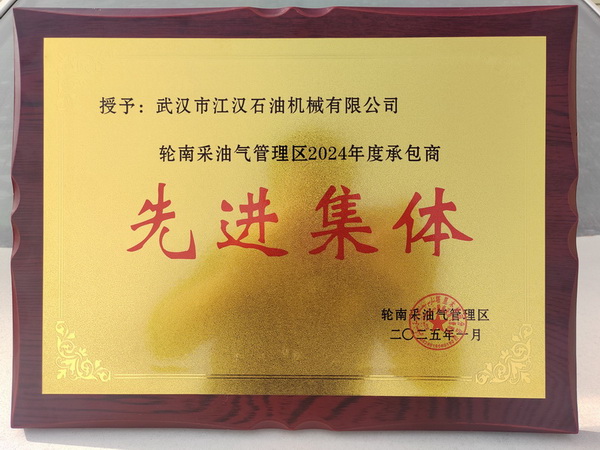 授予：武汉市江汉石油机械有限公司
轮南采油气管理区2024年度承包商
先进集体
轮南采油气管理区
二〇二五年一月